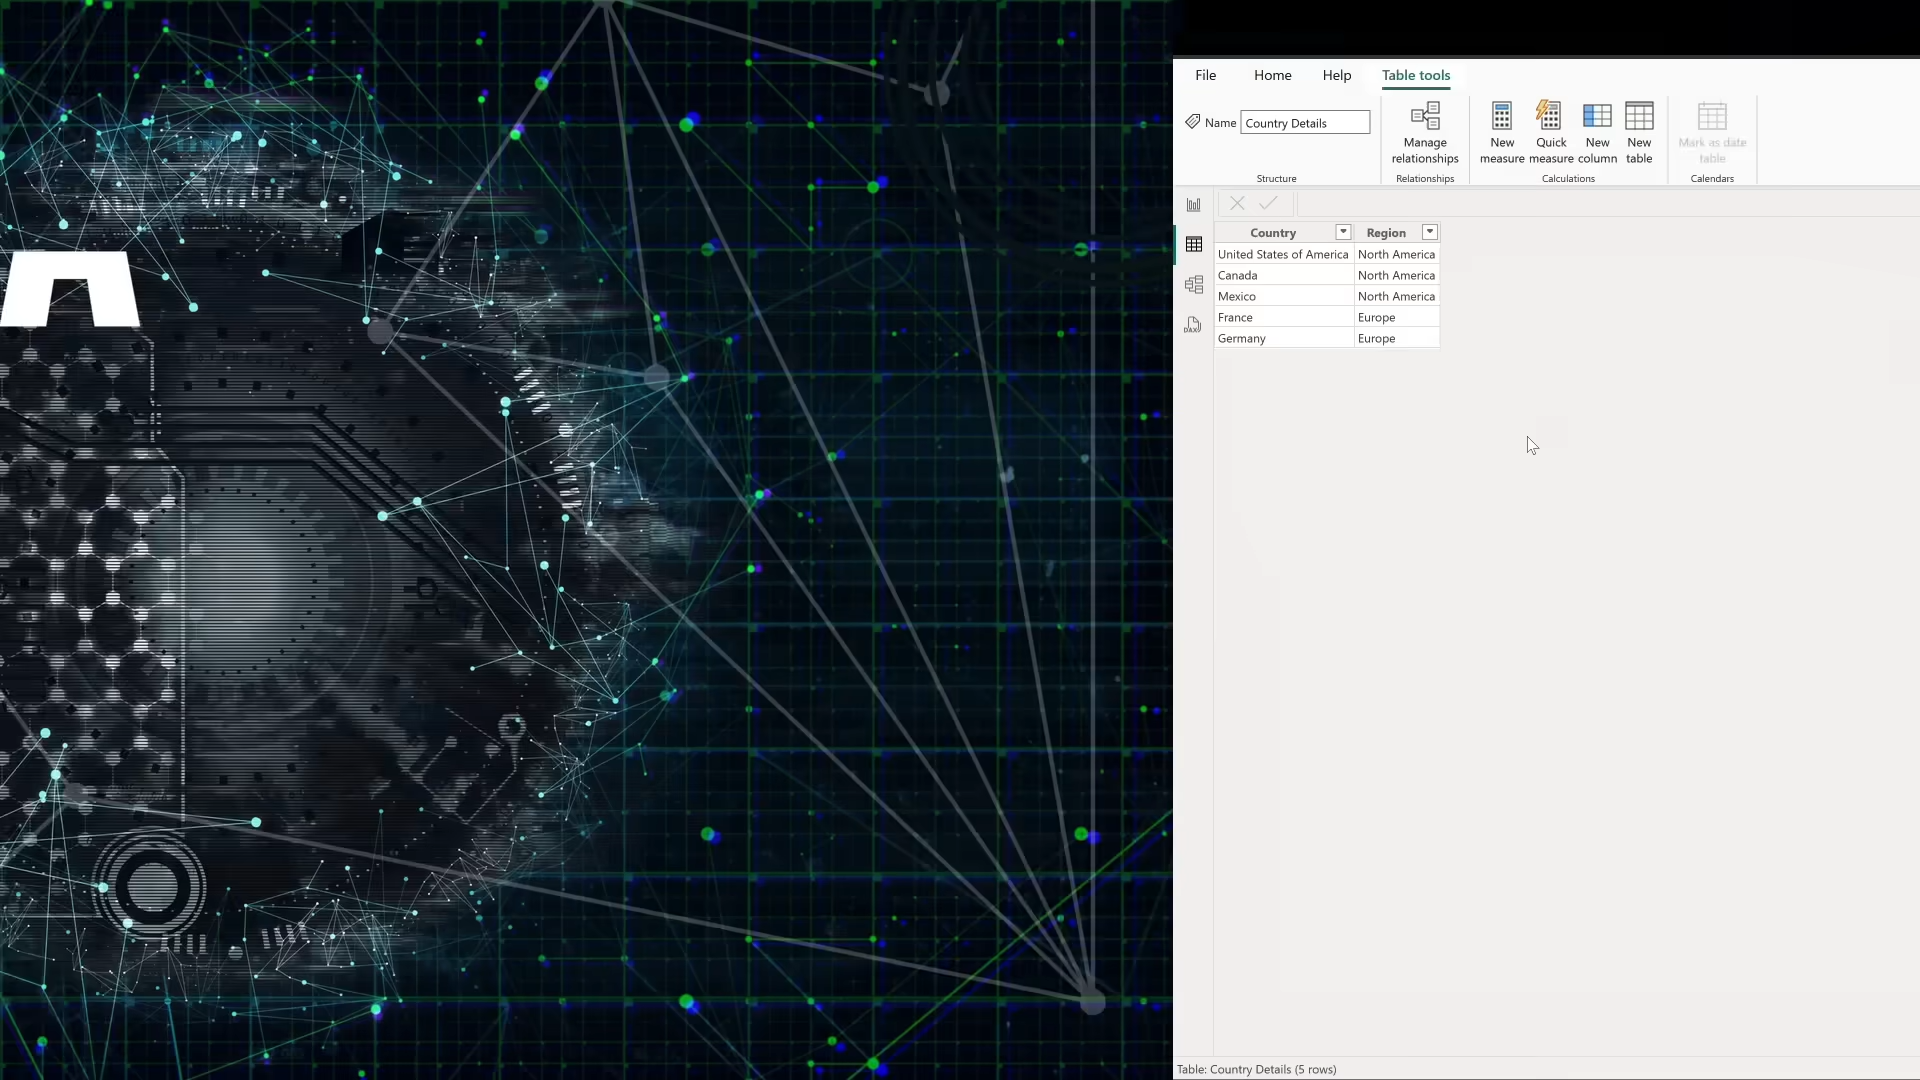 File Home Help Table tools
Name Country Details
Manage relationships
New measure
Quick measure
New column
New table
Mark as date table
Structure Relationships Calculations Calendars
Country Region
United States of America North America
Canada North America
Mexico North America
France Europe
Germany Europe
DAX
Table: Country Details (5 rows)